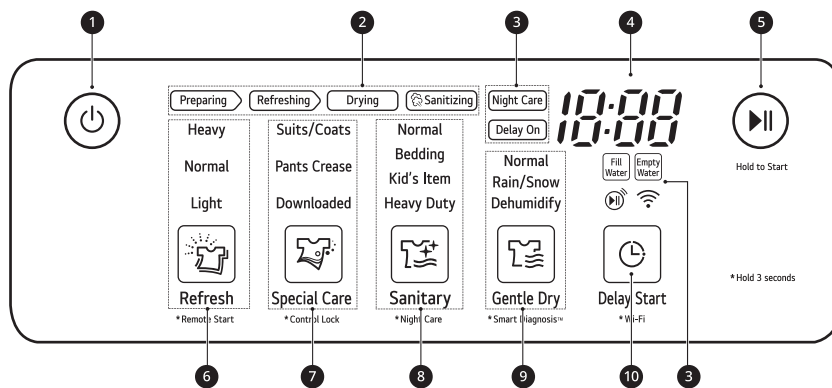 1
2
3
4
5
Preparing
Refreshing
Drying
Sanitizing
Night Care
Delay On
18:88
Heavy
Normal
Light
Suits/Coats
Pants Crease
Downloaded
Normal
Bedding
Kid's Item
Heavy Duty
Normal
Rain/Snow
Dehumidify
Fill
Water
Empty
Water
Hold to Start
Refresh
*Remote Start
Special Care
*Control Lock
Sanitary
*Night Care
Gentle Dry
*Smart Diagnosis™
Delay Start
*Wi-Fi
*Hold 3 seconds
6
7
8
9
10
3